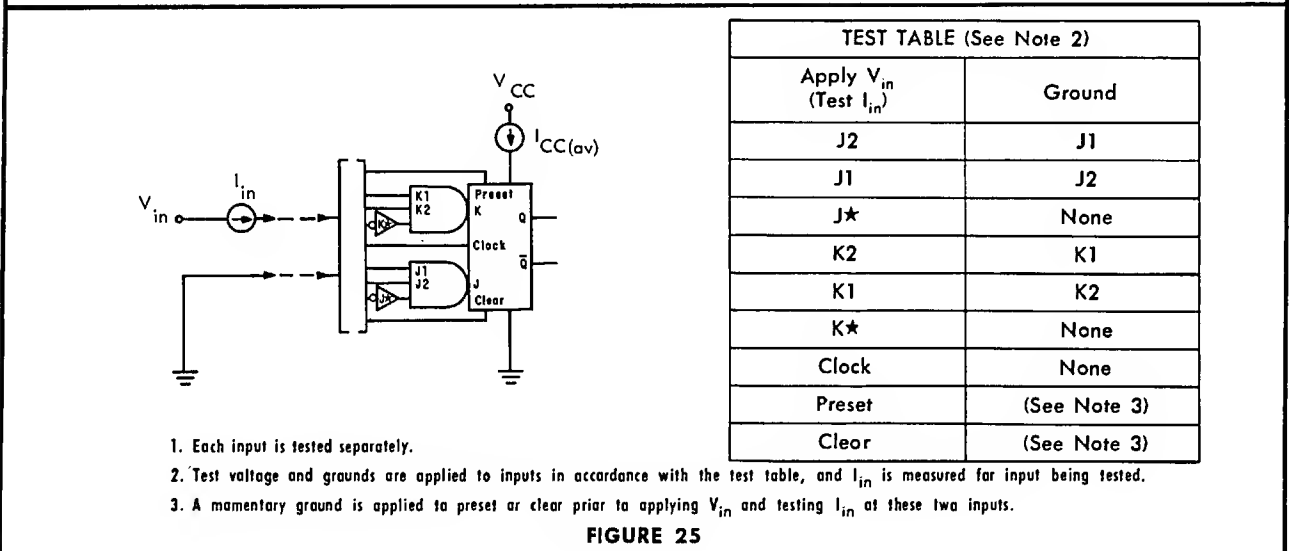 V CC
I CC(av)
I in
V in
Preset
K1
K2
K
Q
K★
Clock
Q̅
J1
J2
J
J★
Clear
TEST TABLE (See Note 2)
Apply V in (Test I in) Ground
J2 J1
J1 J2
J★ None
K2 K1
K1 K2
K★ None
Clock None
Preset (See Note 3)
Clear (See Note 3)
1. Each input is tested separately.
2. Test voltage and grounds are applied to inputs in accordance with the test table, and I in is measured for input being tested.
3. A momentary ground is applied to preset or clear prior to applying V in and testing I in at these two inputs.
FIGURE 25